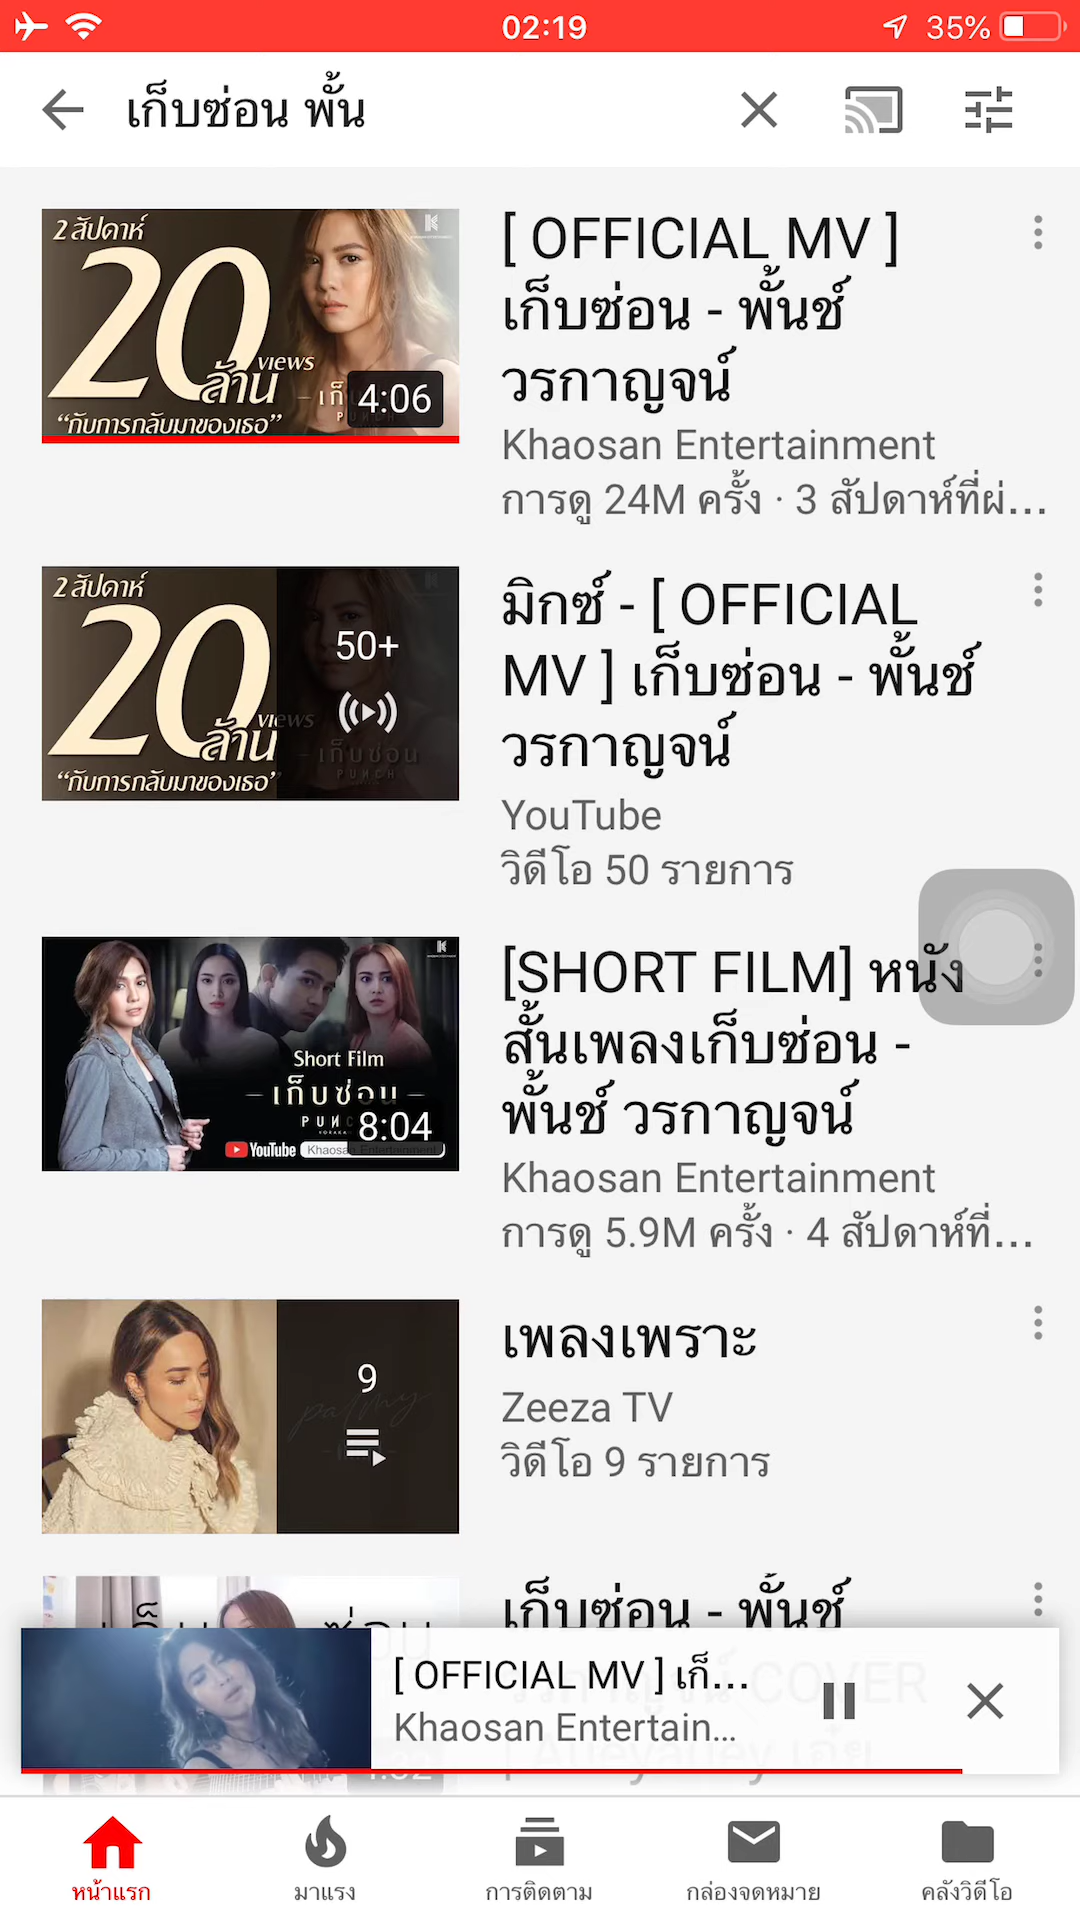 02:19
35%
เก็บซ่อน พั้น
2 สัปดาห์
20
views
ล้าน
"กับการกลับมาของเธอ"
4:06
[ OFFICIAL MV ]
เก็บซ่อน - พั้นช์
วรกาญจน์
Khaosan Entertainment
การดู 24M ครั้ง · 3 สัปดาห์ที่ผ่...
2 สัปดาห์
20
views
ล้าน
"กับการกลับมาของเธอ"
50+
เก็บซ่อน
PUNCH
มิกซ์ - [ OFFICIAL
MV ] เก็บซ่อน - พั้นช์
วรกาญจน์
YouTube
วิดีโอ 50 รายการ
Short Film
เก็บซ่อน
8:04
YouTube
Khaosan Entertainment
[SHORT FILM] หนัง
สั้นเพลงเก็บซ่อน -
พั้นช์ วรกาญจน์
Khaosan Entertainment
การดู 5.9M ครั้ง · 4 สัปดาห์ที่...
9
palmy
เพลงเพราะ
Zeeza TV
วิดีโอ 9 รายการ
เก็บซ่อน - พั้นช์
[ OFFICIAL MV ] เก็...
Khaosan Entertain...
หน้าแรก
มาแรง
การติดตาม
กล่องจดหมาย
คลังวิดีโอ